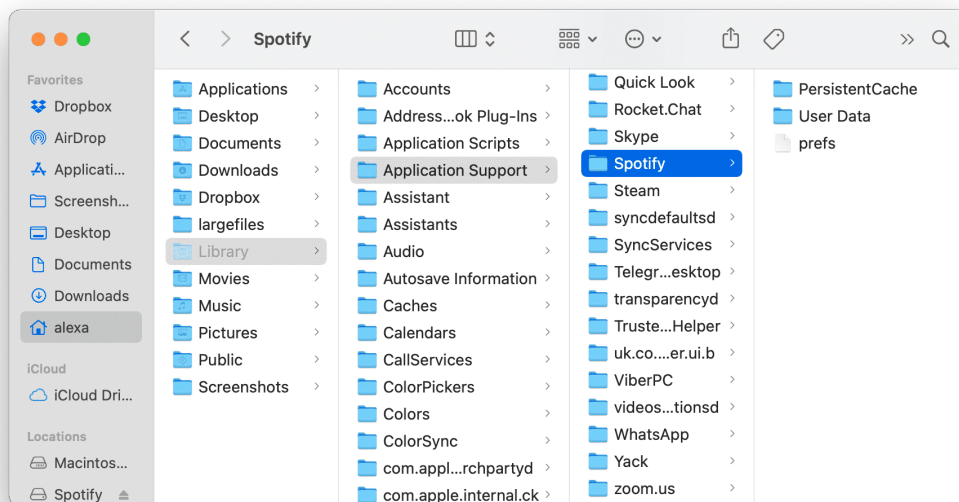 Spotify
Favorites
Dropbox
AirDrop
Applicati...
Screensh...
Desktop
Documents
Downloads
alexa
iCloud
iCloud Dri...
Locations
Macintos...
Spotify
Applications
Desktop
Documents
Downloads
Dropbox
largefiles
Library
Movies
Music
Pictures
Public
Screenshots
Accounts
Address...ok Plug-Ins
Application Scripts
Application Support
Assistant
Assistants
Audio
Autosave Information
Caches
Calendars
CallServices
ColorPickers
Colors
ColorSync
com.appl...rchpartyd
com.apple.internal.ck
Quick Look
Rocket.Chat
Skype
Spotify
Steam
syncdefaultsd
SyncServices
Telegr...esktop
transparencyd
Truste...Helper
uk.co....er.ui.b
ViberPC
videos...tionsd
WhatsApp
Yack
zoom.us
PersistentCache
User Data
prefs